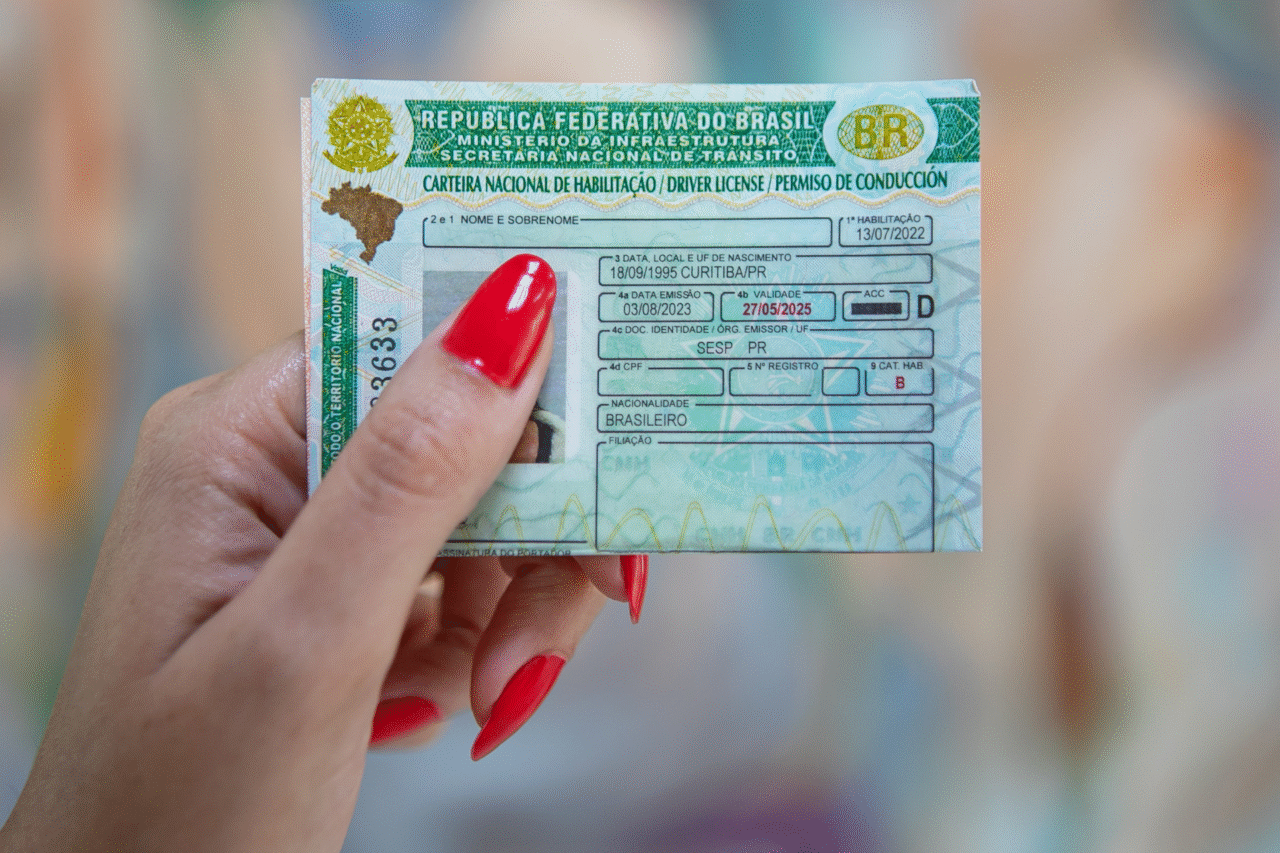 REPUBLICA FEDERATIVA DO BRASIL
MINISTERIO DA INFRAESTRUTURA
SECRETARIA NACIONAL DE TRANSITO
BR
CARTEIRA NACIONAL DE HABILITAÇÃO / DRIVER LICENSE / PERMISO DE CONDUCCIÓN
2 e 1 NOME E SOBRENOME
1ª HABILITAÇÃO
13/07/2022
3 DATA, LOCAL E UF DE NASCIMENTO
18/09/1995 CURITIBA/PR
4a DATA EMISSÃO
03/08/2023
4b VALIDADE
27/05/2025
ACC
D
4c DOC. IDENTIDADE / ÓRG. EMISSOR / UF
SESP PR
4d CPF
5 Nº REGISTRO
9 CAT. HAB
B
NACIONALIDADE
BRASILEIRO
FILIAÇÃO
O TERRITÓRIO NACIONAL
3633
DO PORTADOR